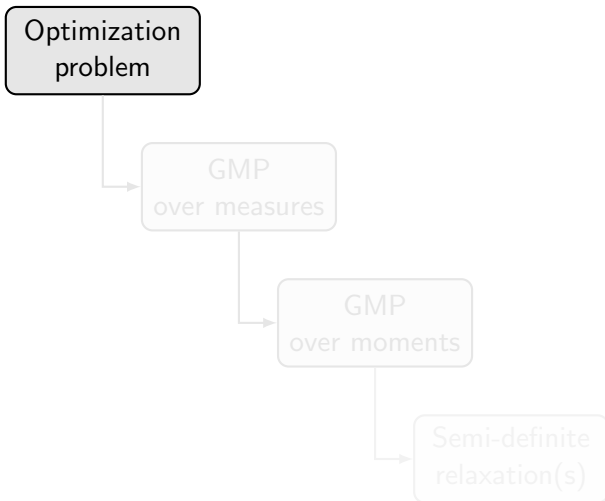 Optimization
problem
GMP
over measures
GMP
over moments
Semi-definite
relaxation(s)